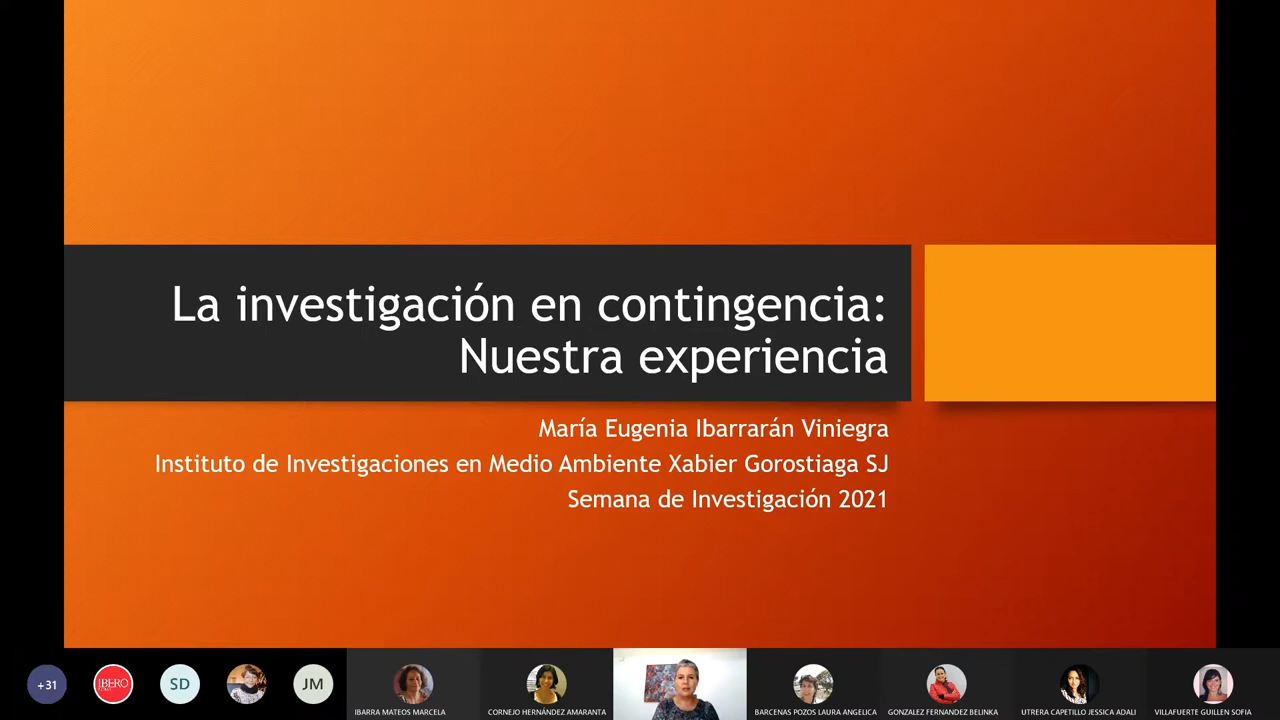 La investigación en contingencia:
Nuestra experiencia
María Eugenia Ibarrarán Viniegra
Instituto de Investigaciones en Medio Ambiente Xabier Gorostiaga SJ
Semana de Investigación 2021
+31
IBERO
SD
JM
IBARRA MATEOS MARCELA
CORNEJO HERNÁNDEZ AMARANTA
BARCENAS POZOS LAURA ANGELICA
GONZALEZ FERNANDEZ BELINKA
UTRERA CAPETILLO JESSICA ADALI
VILLAFUERTE GUILLEN SOFIA